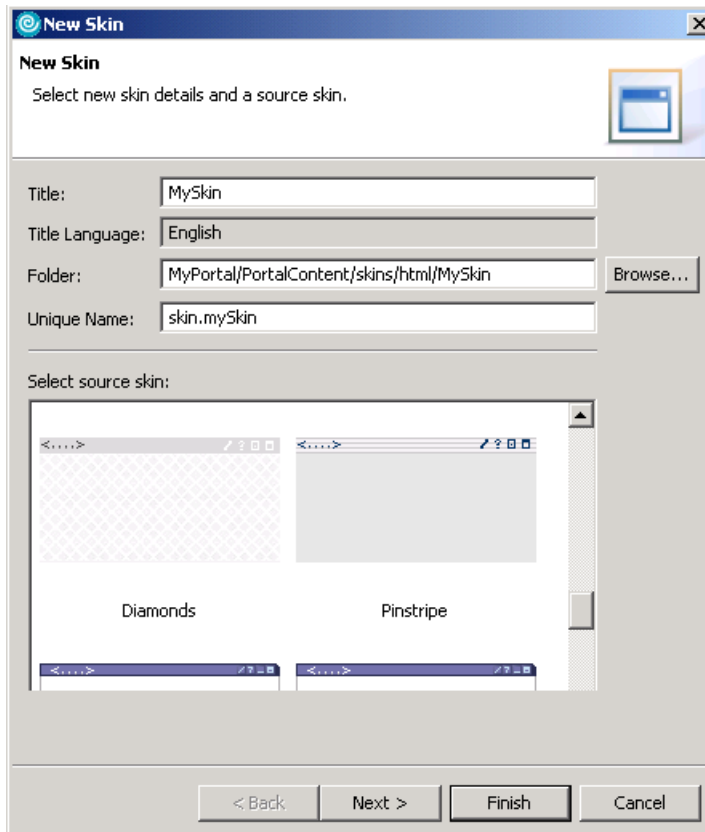 New Skin
New Skin
Select new skin details and a source skin.
Title: MySkin
Title Language: English
Folder: MyPortal/PortalContent/skins/html/MySkin Browse...
Unique Name: skin.mySkin
Select source skin:
<....> <....>
Diamonds Pinstripe
<....> <....>
< Back Next > Finish Cancel